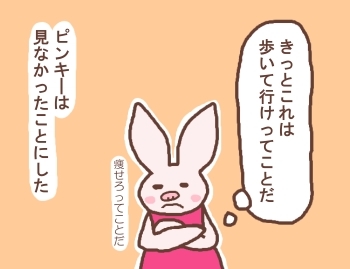 きっとこれは
歩いて行けってことだ
痩せろってことだ
ピンキーは
見なかったことにした